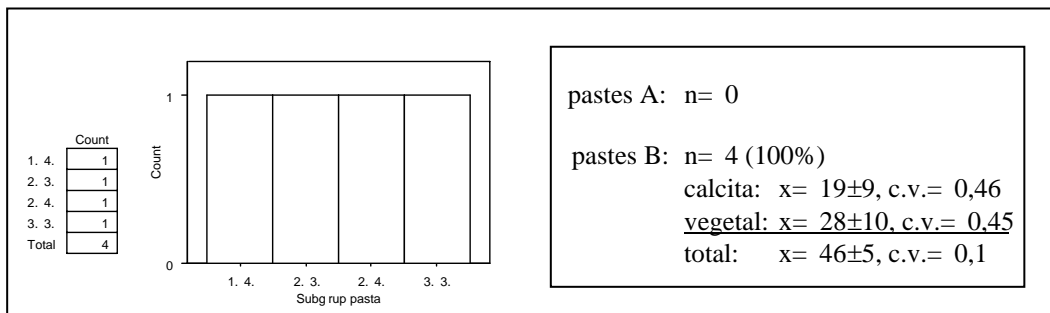 Count
1. 4. 1
2. 3. 1
2. 4. 1
3. 3. 1
Total 4
Count
1
0
1. 4. 2. 3. 2. 4. 3. 3.
Subg rup pasta
pastes A: n= 0
pastes B: n= 4 (100%)
calcita: x= 19±9, c.v.= 0,46
vegetal: x= 28±10, c.v.= 0,45
total: x= 46±5, c.v.= 0,1